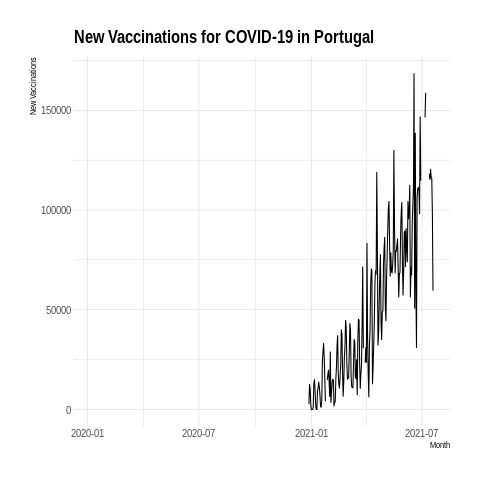 New Vaccinations for COVID-19 in Portugal
New Vaccinations
150000
100000
50000
0
2020-01 2020-07 2021-01 2021-07
Month